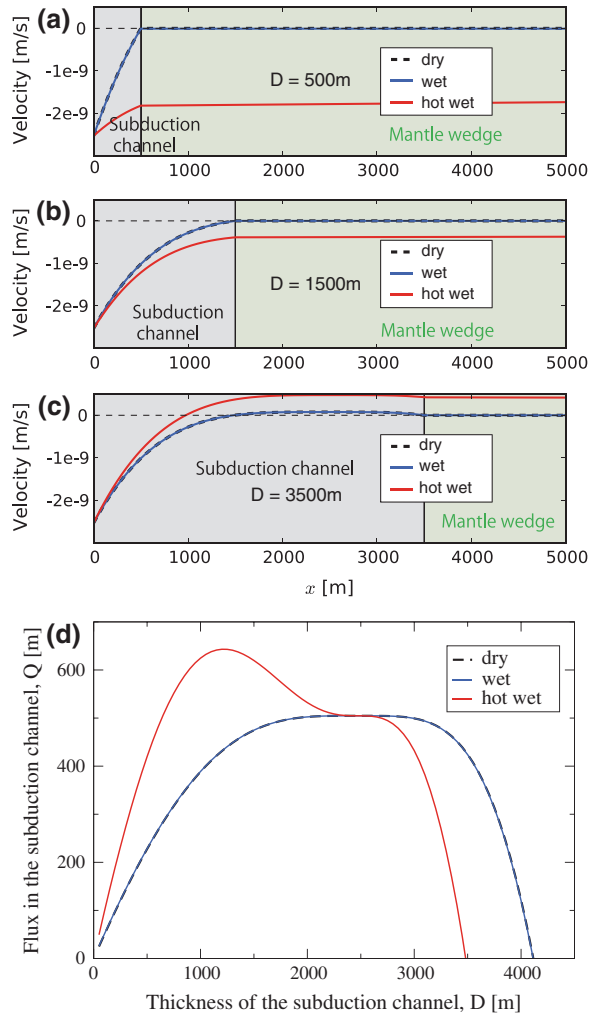 (a)
Velocity [m/s]
0
-1e-9
-2e-9
D = 500m
dry
wet
hot wet
Subduction
channel
Mantle wedge
0 1000 2000 3000 4000 5000
(b)
Velocity [m/s]
0
-1e-9
-2e-9
dry
wet
hot wet
D = 1500m
Subduction
channel
Mantle wedge
0 1000 2000 3000 4000 5000
(c)
Velocity [m/s]
0
-1e-9
-2e-9
dry
wet
hot wet
Subduction channel
D = 3500m
Mantle wedge
0 1000 2000 3000 4000 5000
x [m]
(d)
Flux in the subduction channel, Q [m]
600
400
200
0
dry
wet
hot wet
0 1000 2000 3000 4000
Thickness of the subduction channel, D [m]